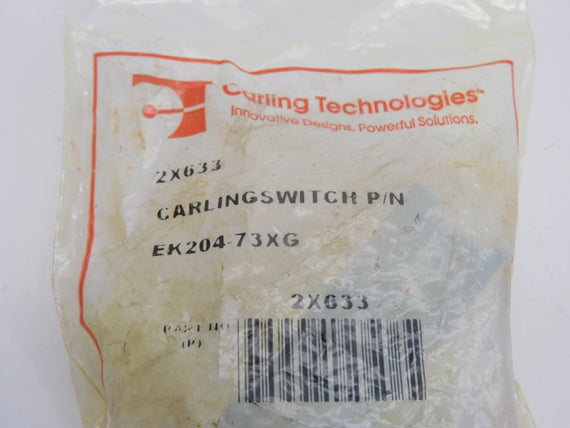 Carling Technologies™
Innovative Designs. Powerful Solutions.
2X633
CARLINGSWITCH P/N
EK204-73XG
2X633
PART NO
(P)